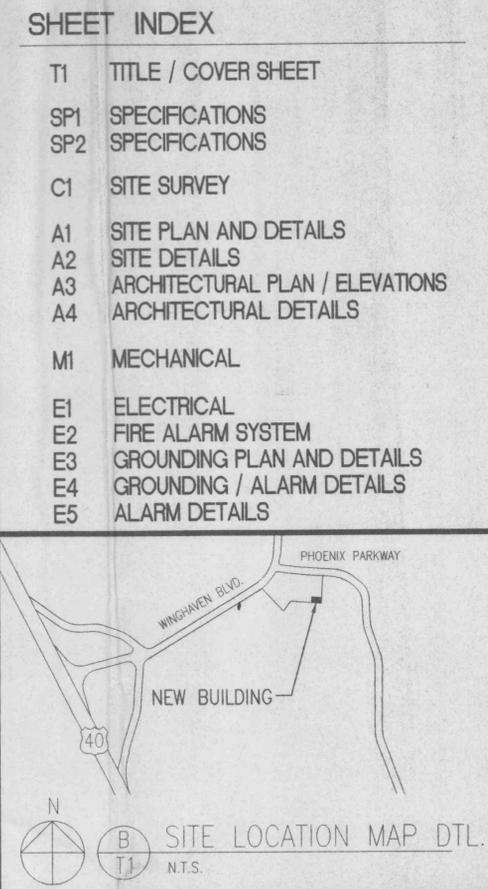 SHEET INDEX
T1 TITLE / COVER SHEET
SP1 SPECIFICATIONS
SP2 SPECIFICATIONS
C1 SITE SURVEY
A1 SITE PLAN AND DETAILS
A2 SITE DETAILS
A3 ARCHITECTURAL PLAN / ELEVATIONS
A4 ARCHITECTURAL DETAILS
M1 MECHANICAL
E1 ELECTRICAL
E2 FIRE ALARM SYSTEM
E3 GROUNDING PLAN AND DETAILS
E4 GROUNDING / ALARM DETAILS
E5 ALARM DETAILS
PHOENIX PARKWAY
WINGHAVEN BLVD.
NEW BUILDING
40
N
B
T1
SITE LOCATION MAP DTL.
N.T.S.